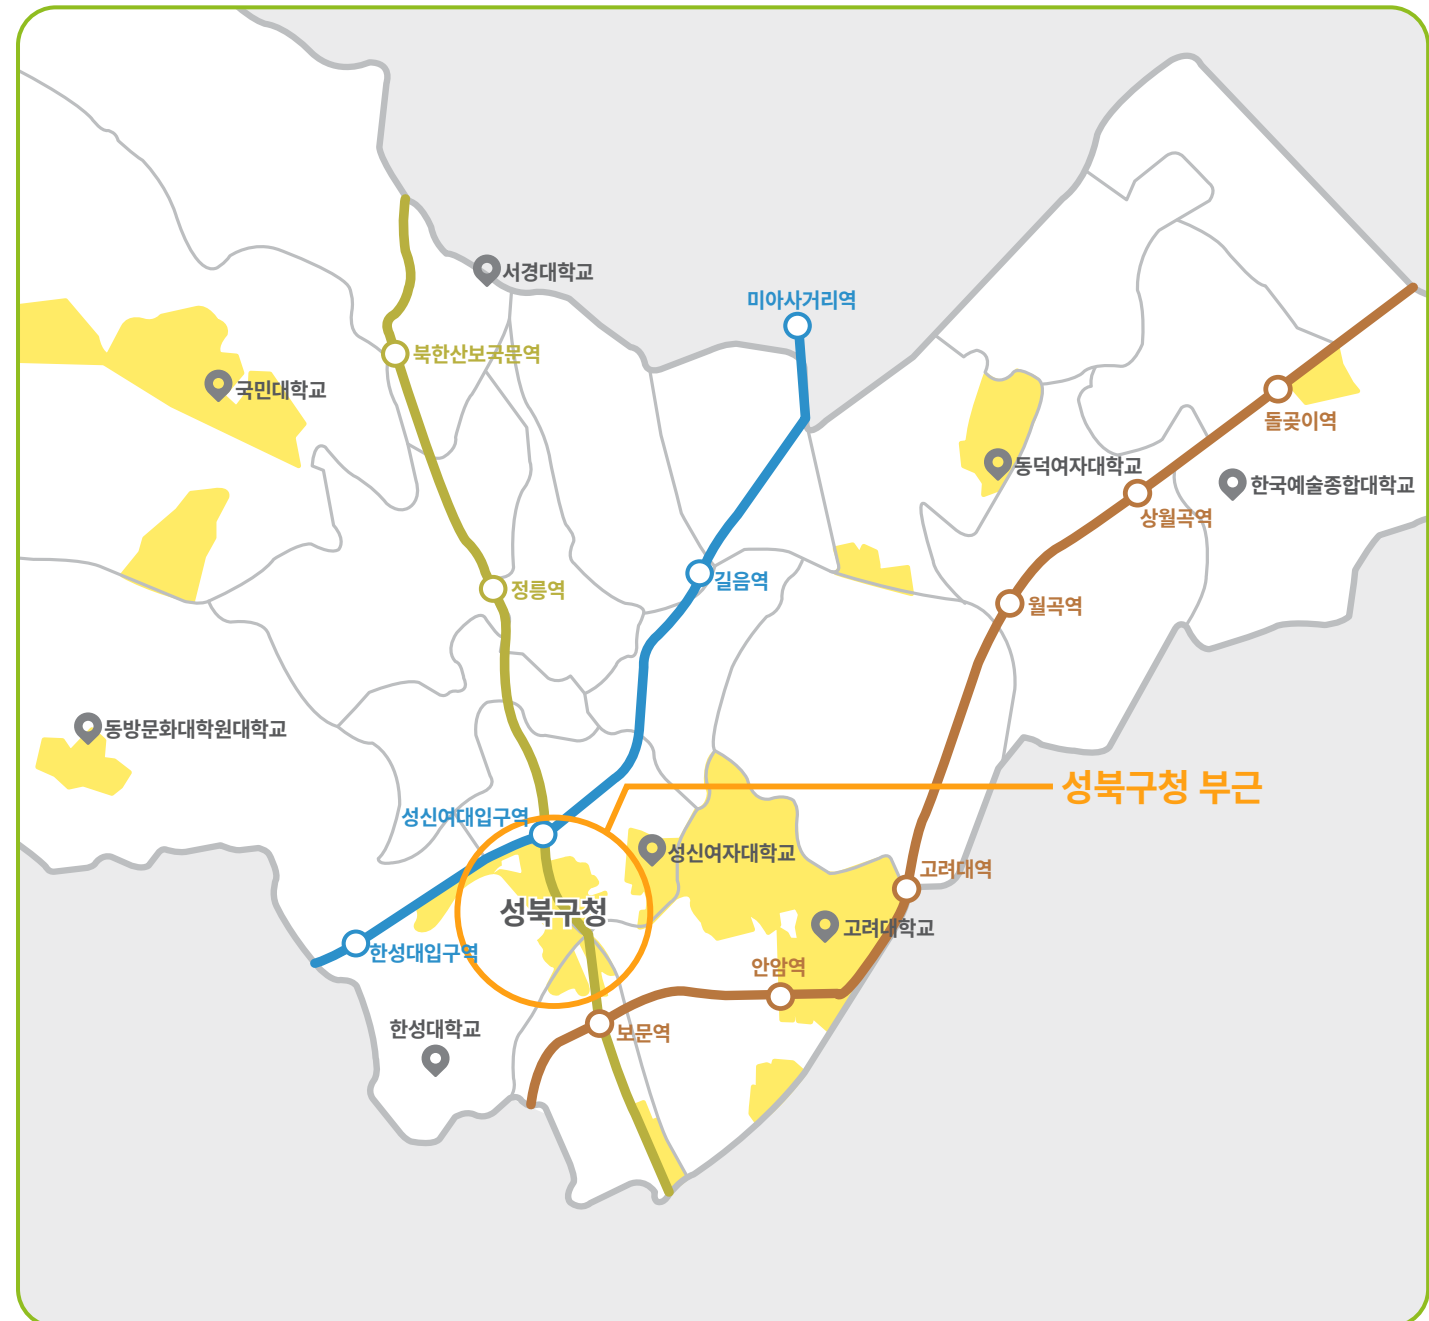 서경대학교
미아사거리역
북한산보국문역
국민대학교
돌곶이역
동덕여자대학교
한국예술종합대학교
상월곡역
길음역
정릉역
월곡역
동방문화대학원대학교
성북구청 부근
성신여대입구역
성신여자대학교
고려대역
성북구청
고려대학교
한성대입구역
안암역
한성대학교
보문역